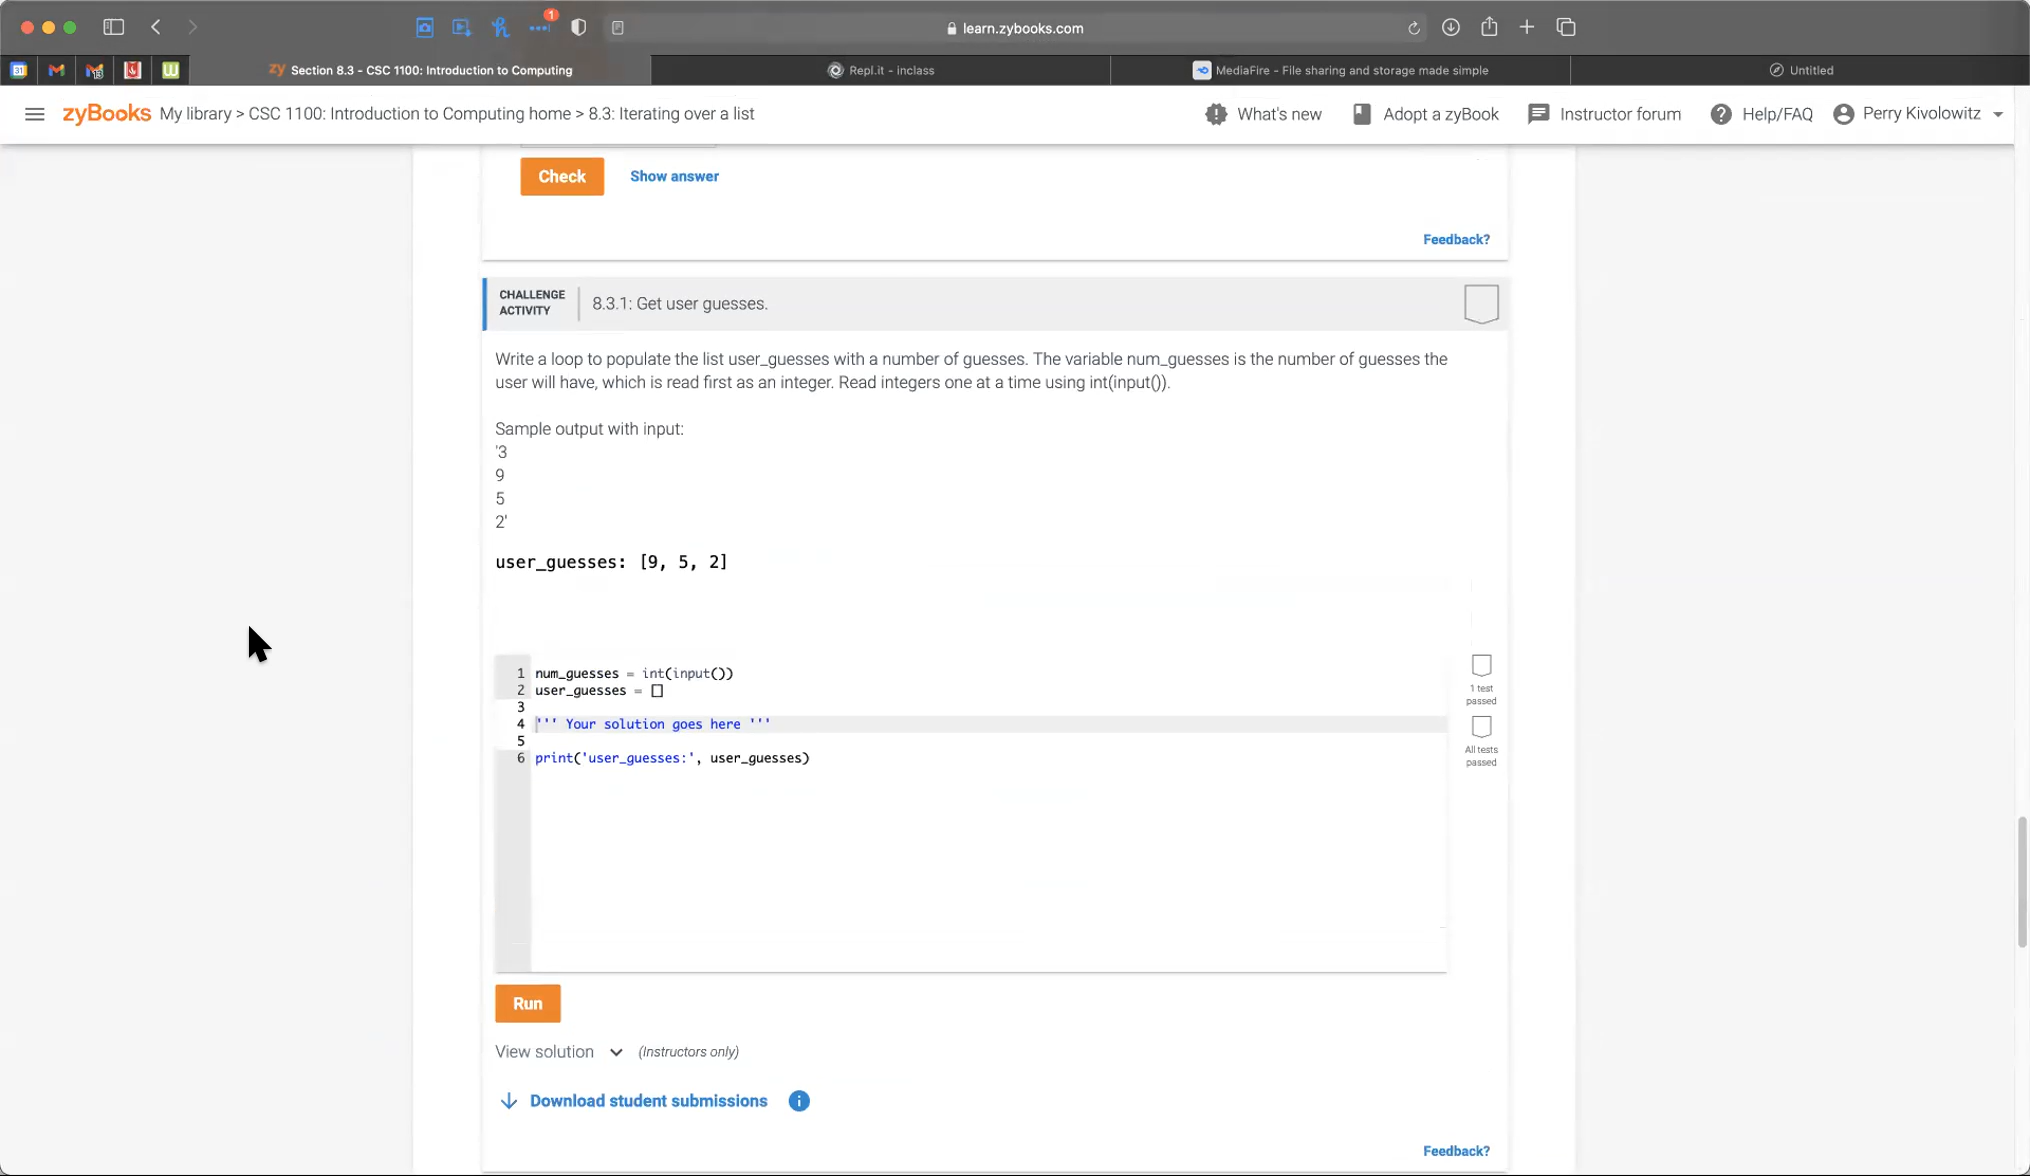 1
learn.zybooks.com
31
zy Section 8.3 - CSC 1100: Introduction to Computing
Repl.it - inclass
MediaFire - File sharing and storage made simple
Untitled
zyBooks My library > CSC 1100: Introduction to Computing home > 8.3: Iterating over a list
What's new
Adopt a zyBook
Instructor forum
Help/FAQ
Perry Kivolowitz
Check
Show answer
Feedback?
CHALLENGE
ACTIVITY
8.3.1: Get user guesses.
Write a loop to populate the list user_guesses with a number of guesses. The variable num_guesses is the number of guesses the
user will have, which is read first as an integer. Read integers one at a time using int(input()).
Sample output with input:
'3
9
5
2'
user_guesses: [9, 5, 2]
1 num_guesses = int(input())
2 user_guesses = []
3
4 ''' Your solution goes here '''
5
6 print('user_guesses:', user_guesses)
1 test
passed
All tests
passed
Run
View solution (Instructors only)
Download student submissions
Feedback?